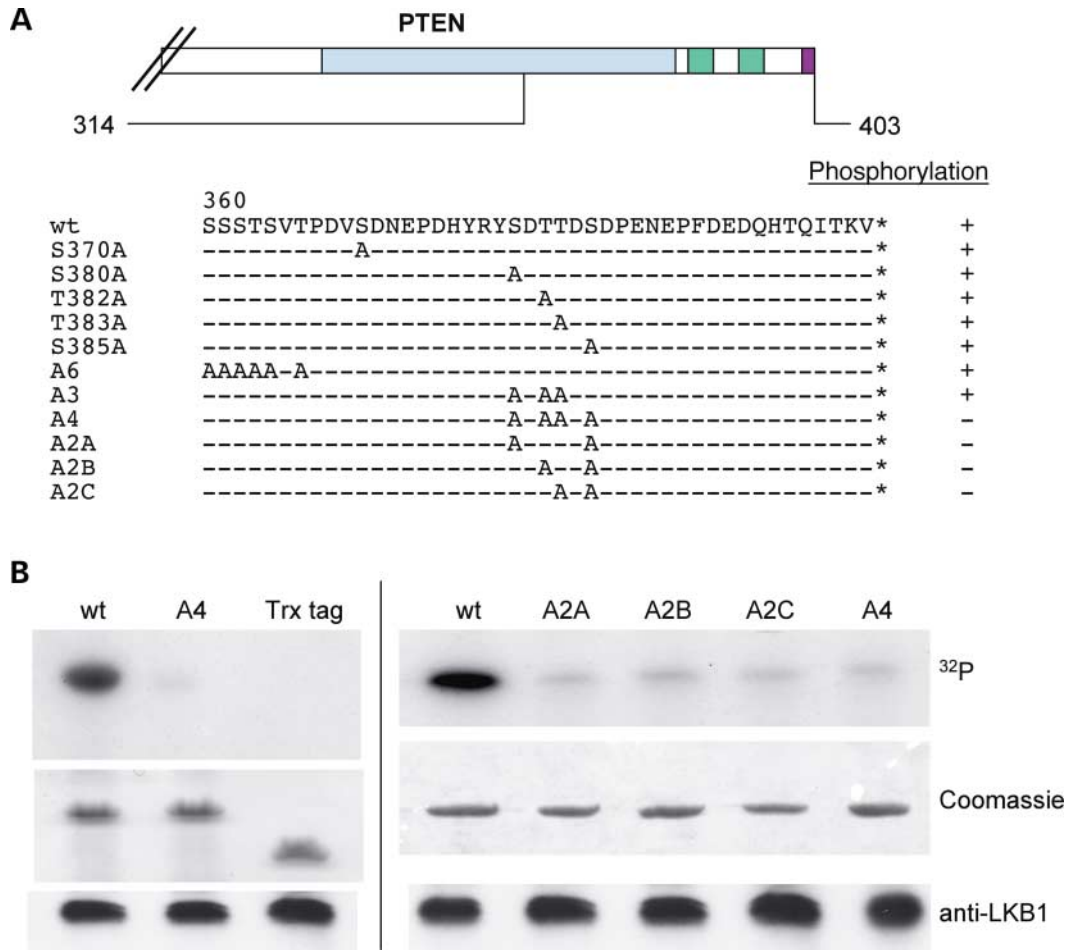 A
PTEN
314
403
Phosphorylation
360
wt SSSTSVTPDVSDNEPDHYRYSDTTDSDPENEPFDEDQHTQITKV* +
S370A ----------A---------------------------------* +
S380A --------------------A-----------------------* +
T382A ----------------------A---------------------* +
T383A -----------------------A--------------------* +
S385A -------------------------A------------------* +
A6 AAAAA-A-------------------------------------* +
A3 --------------------A-AA--------------------* +
A4 --------------------A-AA-A------------------* -
A2A --------------------A----A------------------* -
A2B ----------------------A--A------------------* -
A2C -----------------------A-A------------------* -
B
wt A4 Trx tag wt A2A A2B A2C A4
³²P
Coomassie
anti-LKB1